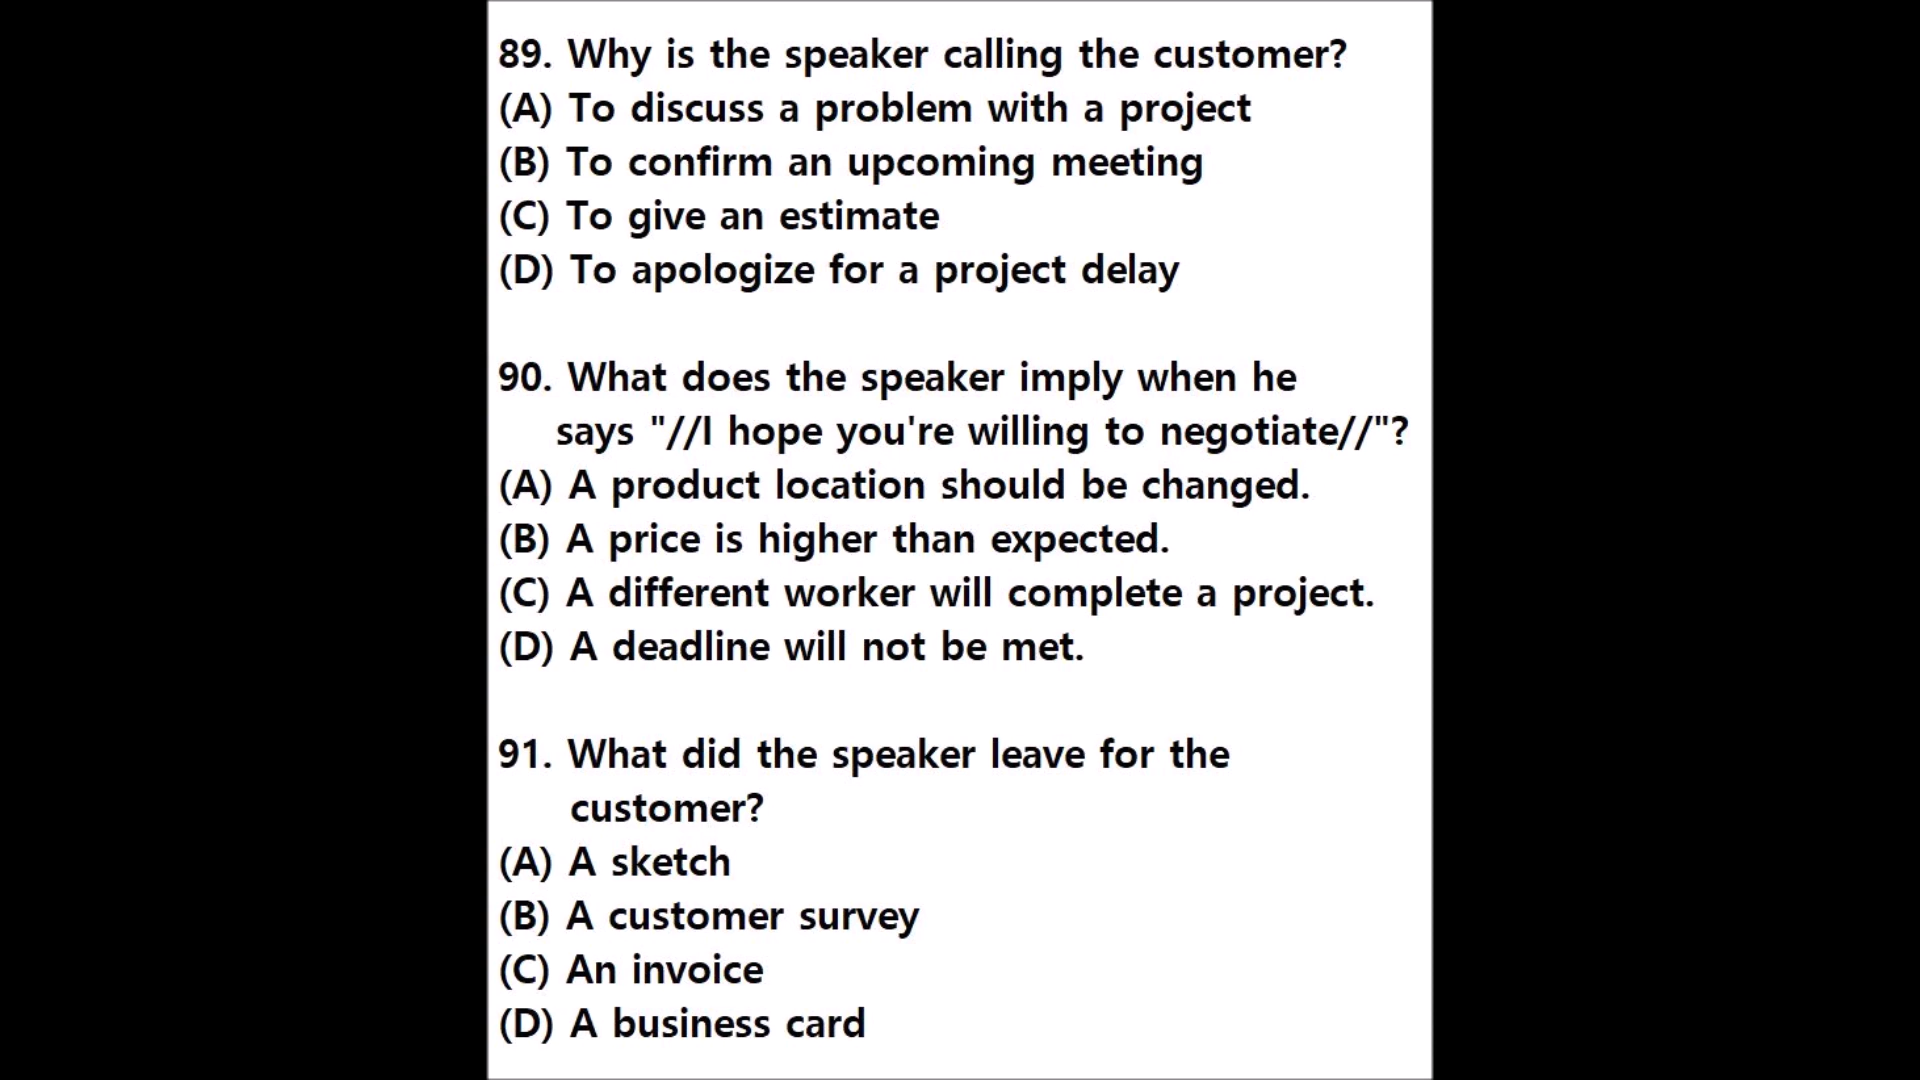 89. Why is the speaker calling the customer?
(A) To discuss a problem with a project
(B) To confirm an upcoming meeting
(C) To give an estimate
(D) To apologize for a project delay
90. What does the speaker imply when he
says "//I hope you're willing to negotiate//"?
(A) A product location should be changed.
(B) A price is higher than expected.
(C) A different worker will complete a project.
(D) A deadline will not be met.
91. What did the speaker leave for the
customer?
(A) A sketch
(B) A customer survey
(C) An invoice
(D) A business card